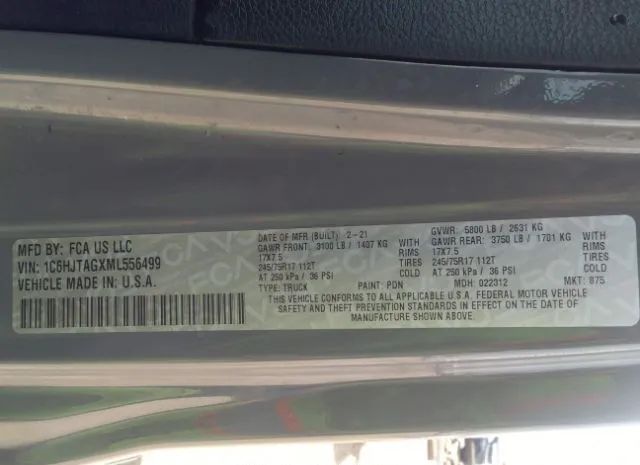 MFD BY: FCA US LLC
VIN: 1C6HJTAGXML556499
VEHICLE MADE IN: U.S.A.
DATE OF MFR (BUILT): 2-21
GAWR FRONT: 3100 LB / 1407 KG WITH
17X7.5 RIMS
245/75R17 112T TIRES
AT 250 kPa / 36 PSI COLD
TYPE: TRUCK
GVWR: 5800 LB / 2631 KG
GAWR REAR: 3750 LB / 1701 KG WITH
17X7.5 RIMS
245/75R17 112T TIRES
AT 250 kPa / 36 PSI COLD
PAINT: PDN MDH: 022312 MKT: 875
THIS VEHICLE CONFORMS TO ALL APPLICABLE U.S.A. FEDERAL MOTOR VEHICLE
SAFETY AND THEFT PREVENTION STANDARDS IN EFFECT ON THE DATE OF
MANUFACTURE SHOWN ABOVE.